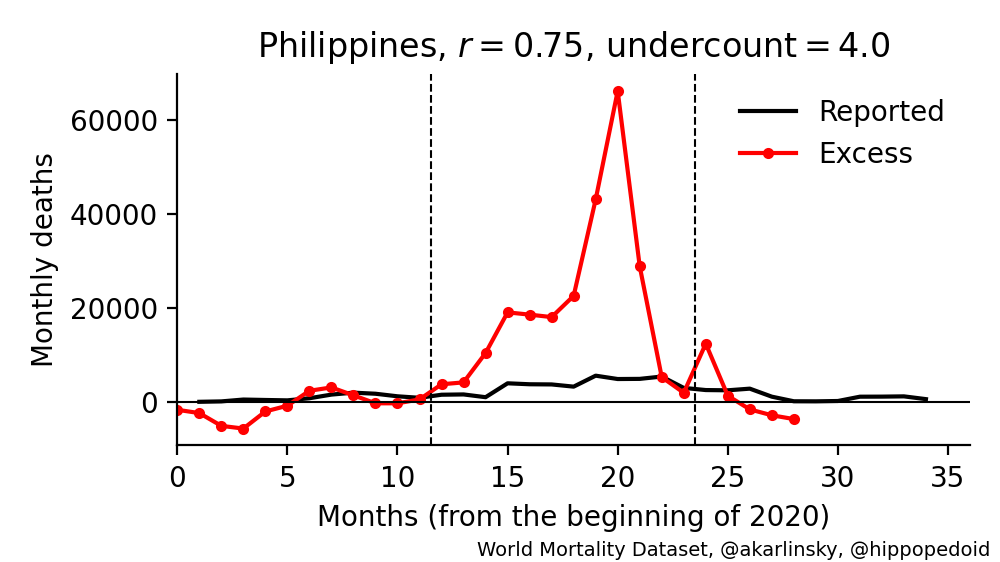 Philippines, r = 0.75, undercount = 4.0
Reported
Excess
Monthly deaths
60000
40000
20000
0
0 5 10 15 20 25 30 35
Months (from the beginning of 2020)
World Mortality Dataset, @akarlinsky, @hippopedoid